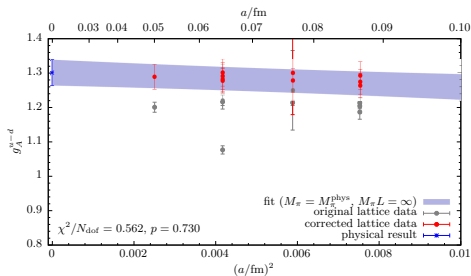 a/fm
0 0.03 0.04 0.05 0.06 0.07 0.08 0.09 0.10
1.4
1.3
1.2
1.1
1
0.9
0.8
g_A^{u−d}
fit (M_π = M_π^phys, M_πL = ∞)
original lattice data
corrected lattice data
physical result
χ²/N_dof = 0.562, p = 0.730
0 0.002 0.004 0.006 0.008 0.01
(a/fm)²